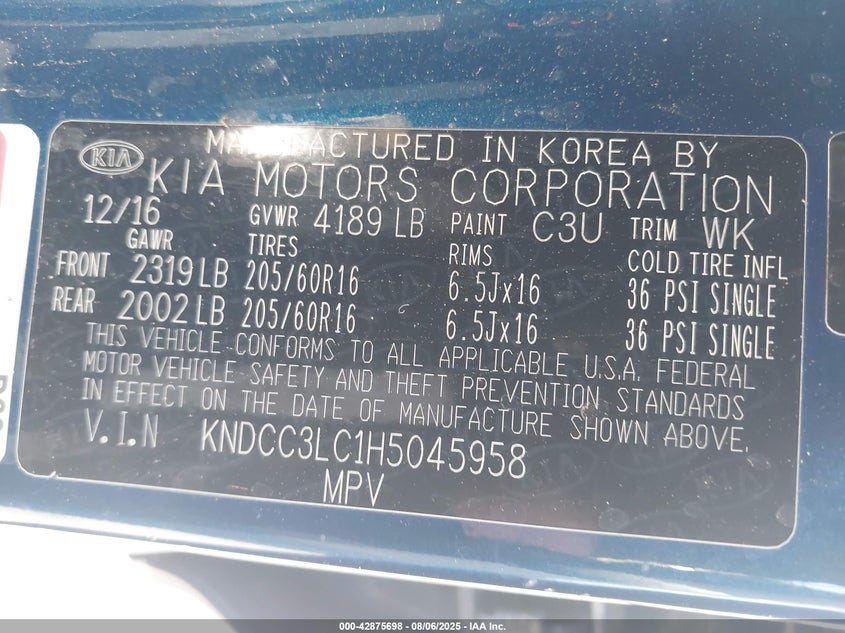 MANUFACTURED IN KOREA BY
KIA KIA MOTORS CORPORATION
12/16 GVWR 4189 LB PAINT C3U TRIM WK
GAWR TIRES RIMS COLD TIRE INFL
FRONT 2319 LB 205/60R16 6.5Jx16 36 PSI SINGLE
REAR 2002 LB 205/60R16 6.5Jx16 36 PSI SINGLE
THIS VEHICLE CONFORMS TO ALL APPLICABLE U.S.A. FEDERAL
MOTOR VEHICLE SAFETY AND THEFT PREVENTION STANDARDS
IN EFFECT ON THE DATE OF MANUFACTURE SHOWN ABOVE.
V.I.N KNDCC3LC1H5045958
MPV
000-42875698 - 08/06/2025 - IAA Inc.